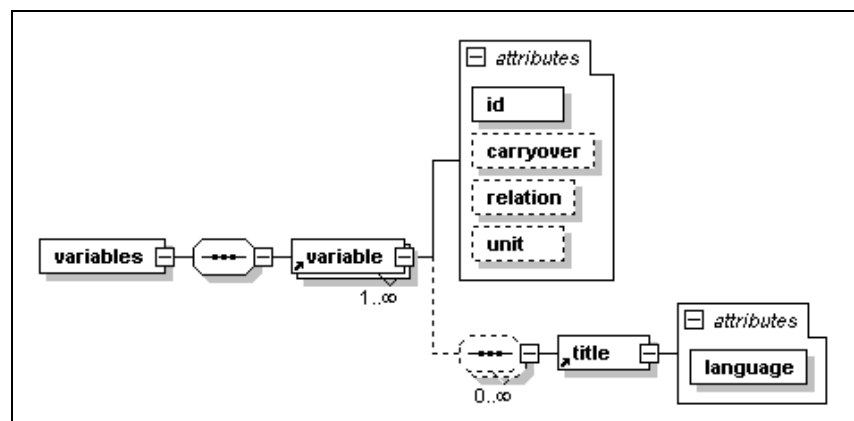 attributes
id
carryover
relation
unit
variables
variable
1..∞
attributes
title
language
0..∞